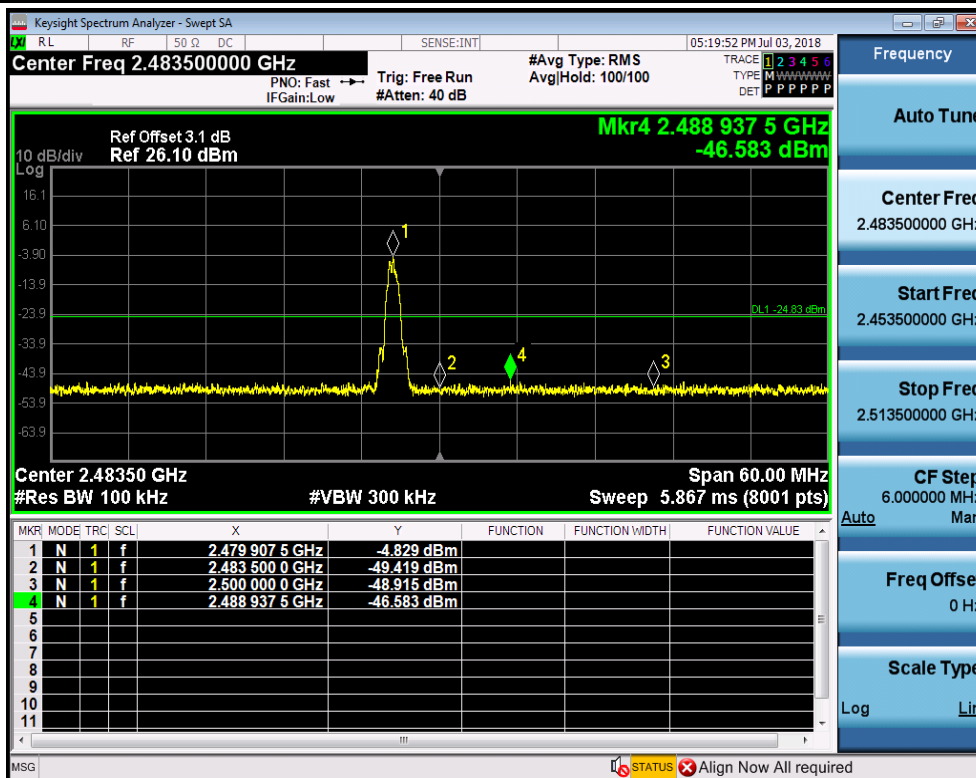 Keysight Spectrum Analyzer - Swept SA
LXI RL RF 50 Ω DC SENSE:INT 05:19:52 PM Jul 03, 2018
Center Freq 2.483500000 GHz
PNO: Fast
IFGain:Low
Trig: Free Run
#Atten: 40 dB
#Avg Type: RMS
Avg|Hold: 100/100
TRACE 1 2 3 4 5 6
TYPE M W W W W W
DET P P P P P P
Mkr4 2.488 937 5 GHz
-46.583 dBm
Ref Offset 3.1 dB
10 dB/div Ref 26.10 dBm
Log
16.1
6.10
-3.90
-13.9
-23.9
-33.9
-43.9
-53.9
-63.9
1
2
4
3
DL1 -24.83 dBm
Center 2.48350 GHz Span 60.00 MHz
#Res BW 100 kHz #VBW 300 kHz Sweep 5.867 ms (8001 pts)
MKR MODE TRC SCL X Y FUNCTION FUNCTION WIDTH FUNCTION VALUE
1 N 1 f 2.479 907 5 GHz -4.829 dBm
2 N 1 f 2.483 500 0 GHz -49.419 dBm
3 N 1 f 2.500 000 0 GHz -48.915 dBm
4 N 1 f 2.488 937 5 GHz -46.583 dBm
5
6
7
8
9
10
11
MSG STATUS Align Now All required
Frequency
Auto Tune
Center Freq
2.483500000 GHz
Start Freq
2.453500000 GHz
Stop Freq
2.513500000 GHz
CF Step
6.000000 MHz
Auto Man
Freq Offset
0 Hz
Scale Type
Log Lin